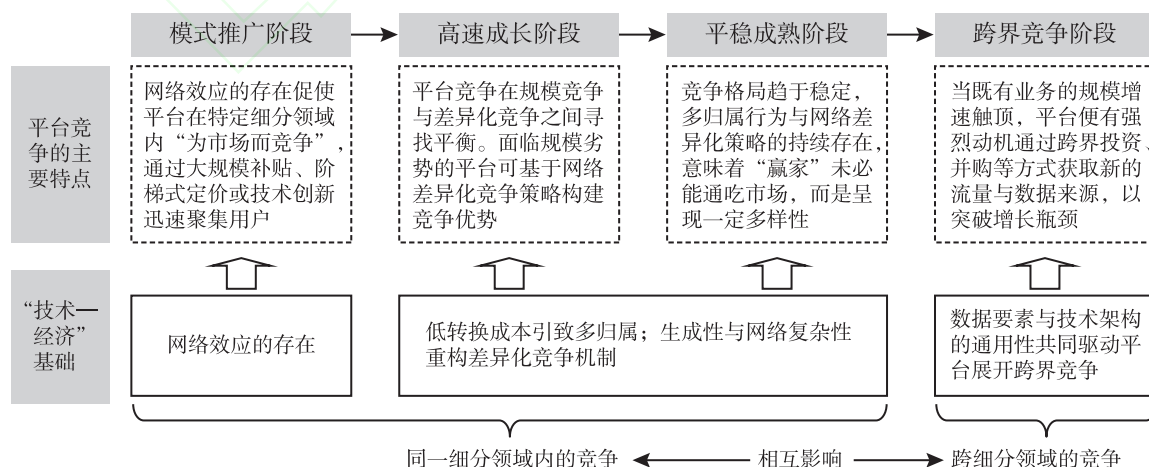 模式推广阶段
高速成长阶段
平稳成熟阶段
跨界竞争阶段
平台竞
争的主
要特点
网络效应的存在促使
平台在特定细分领域
内“为市场而竞争”，
通过大规模补贴、阶
梯式定价或技术创新
迅速聚集用户
平台竞争在规模竞争
与差异化竞争之间寻
找平衡。面临规模劣
势的平台可基于网络
差异化竞争策略构建
竞争优势
竞争格局趋于稳定，
多归属行为与网络差
异化策略的持续存在，
意味着“赢家”未必
能通吃市场，而是呈
现一定多样性
当既有业务的规模增
速触顶，平台便有强
烈动机通过跨界投资、
并购等方式获取新的
流量与数据来源，以
突破增长瓶颈
“技术—
经济”
基础
网络效应的存在
低转换成本引致多归属；生成性与网络复杂性
重构差异化竞争机制
数据要素与技术架构
的通用性共同驱动平
台展开跨界竞争
同一细分领域内的竞争
相互影响
跨细分领域的竞争